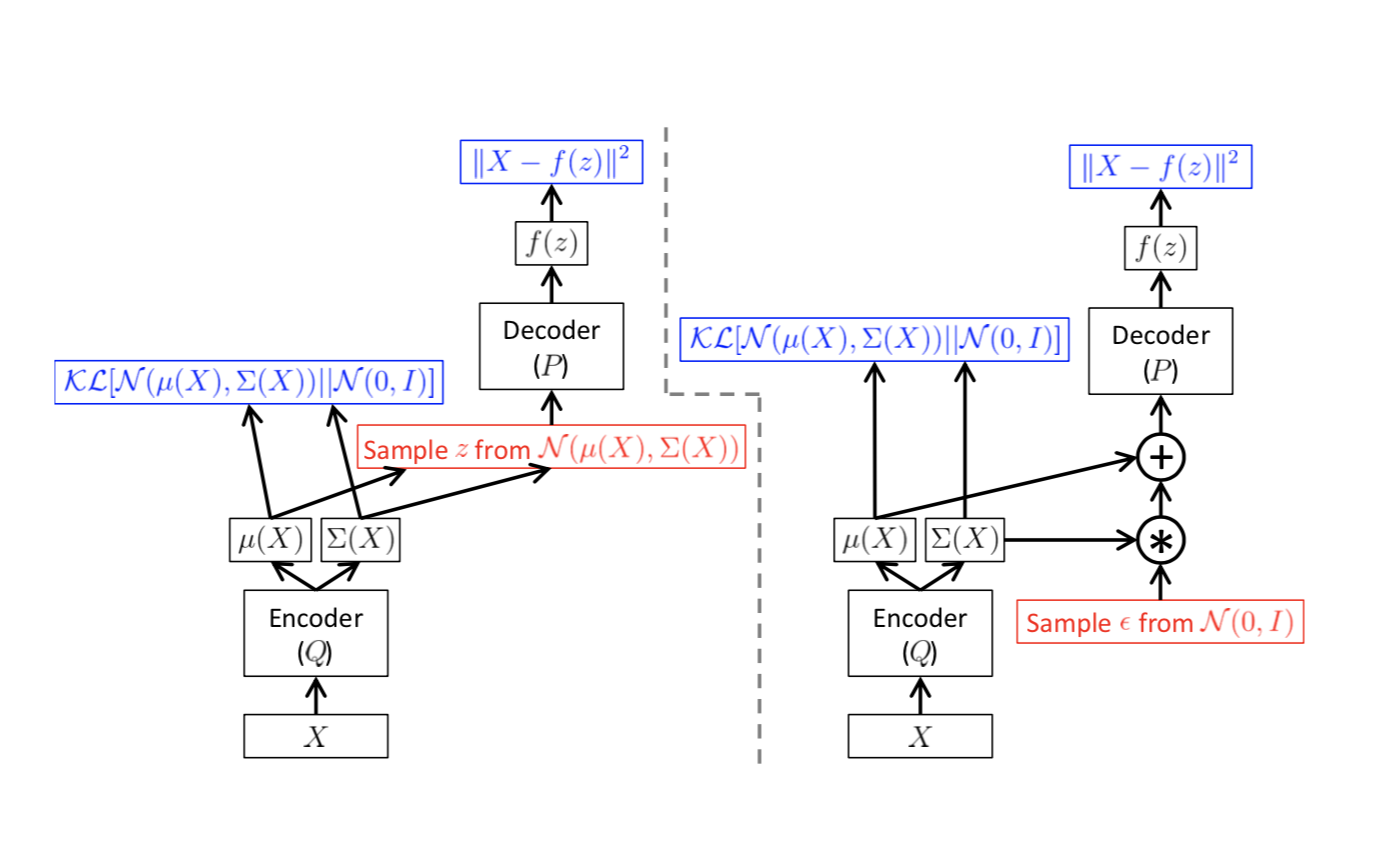 ‖X − f(z)‖²
f(z)
Decoder
(P)
𝒦ℒ[𝒩(μ(X), Σ(X))||𝒩(0, I)]
Sample z from 𝒩(μ(X), Σ(X))
μ(X) Σ(X)
Encoder
(Q)
X
‖X − f(z)‖²
f(z)
Decoder
(P)
𝒦ℒ[𝒩(μ(X), Σ(X))||𝒩(0, I)]
+
μ(X) Σ(X) *
Sample ϵ from 𝒩(0, I)
Encoder
(Q)
X